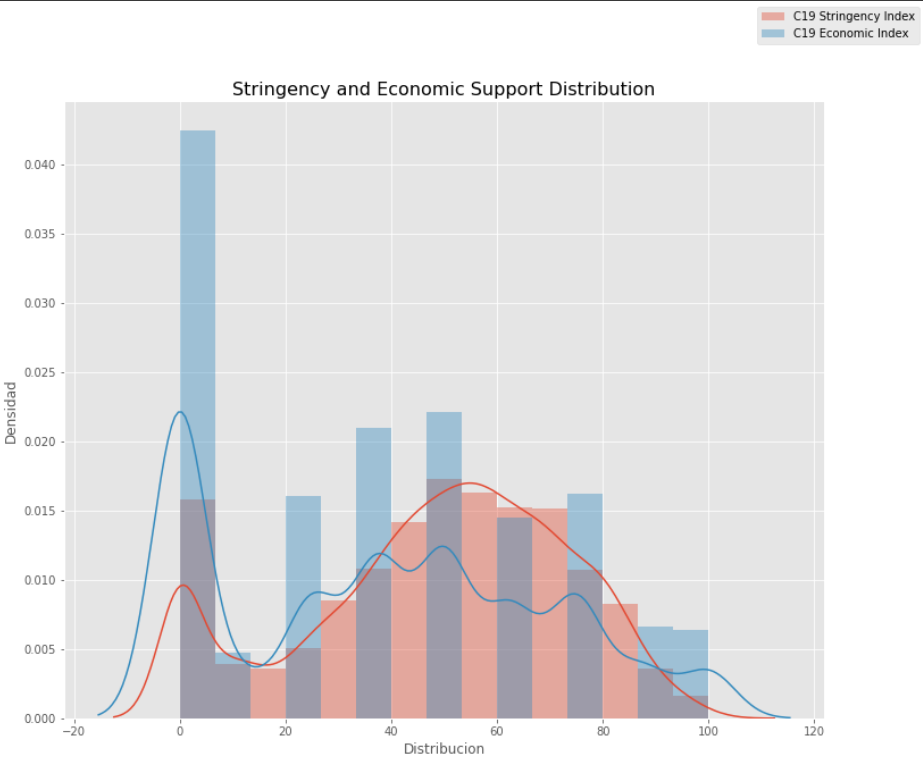 C19 Stringency Index
C19 Economic Index
Stringency and Economic Support Distribution
0.040
0.035
0.030
0.025
0.020
0.015
0.010
0.005
0.000
Densidad
−20 0 20 40 60 80 100 120
Distribucion